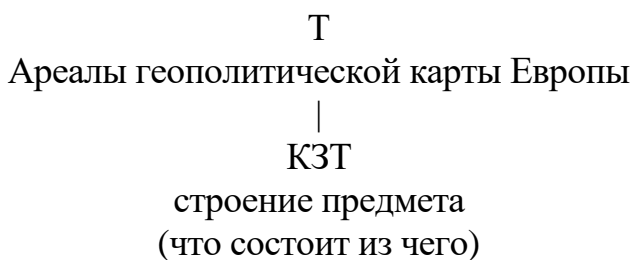 Т
Ареалы геополитической карты Европы
|
КЗТ
строение предмета
(что состоит из чего)